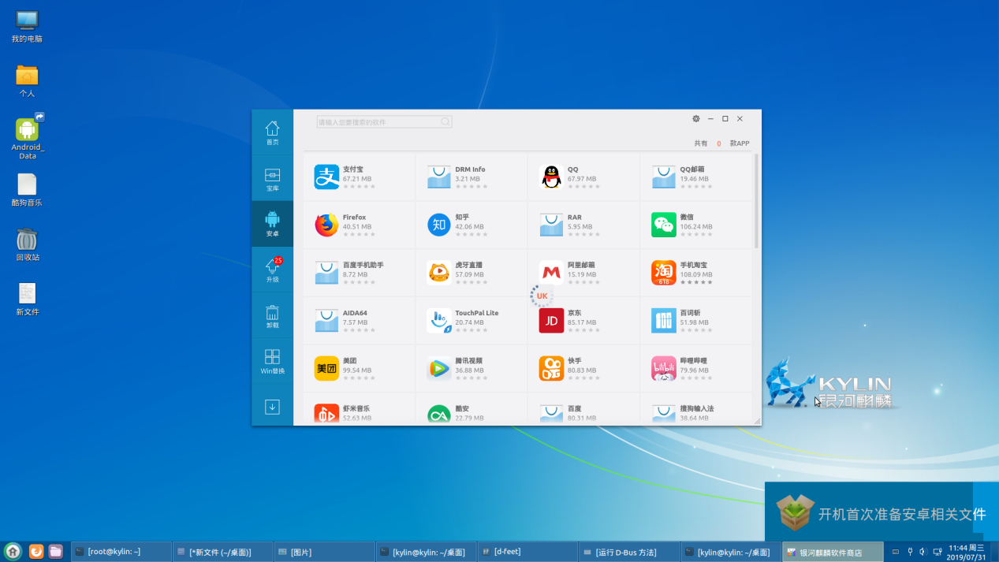 我的电脑
个人
Android_
Data
酷狗音乐
回收站
新文件
首页
宝库
安卓
25
升级
卸载
Win替换
请输入您要搜索的软件
共有 0 款APP
支付宝
67.21 MB
DRM Info
3.21 MB
QQ
67.97 MB
QQ邮箱
19.46 MB
Firefox
40.51 MB
知
知乎
42.06 MB
RAR
5.95 MB
微信
106.24 MB
百度手机助手
8.72 MB
虎牙直播
57.09 MB
阿里邮箱
15.19 MB
淘
618
手机淘宝
108.09 MB
UK
AIDA64
7.57 MB
TouchPal Lite
20.74 MB
JD
京东
85.17 MB
百词斩
51.98 MB
美团
美团
99.54 MB
腾讯视频
36.88 MB
快手
80.83 MB
bilibili
哔哩哔哩
79.96 MB
虾米音乐
52.63 MB
酷安
22.79 MB
百度
80.31 MB
搜狗输入法
38.64 MB
KYLIN
银河麒麟
开机首次准备安卓相关文件
[root@kylin: ~]
[*新文件 (~/桌面)]
[图片]
[kylin@kylin: ~/桌面]
[d-feet]
[运行 D-Bus 方法]
[kylin@kylin: ~/桌面]
银河麒麟软件商店
11:44 周三
2019/07/31